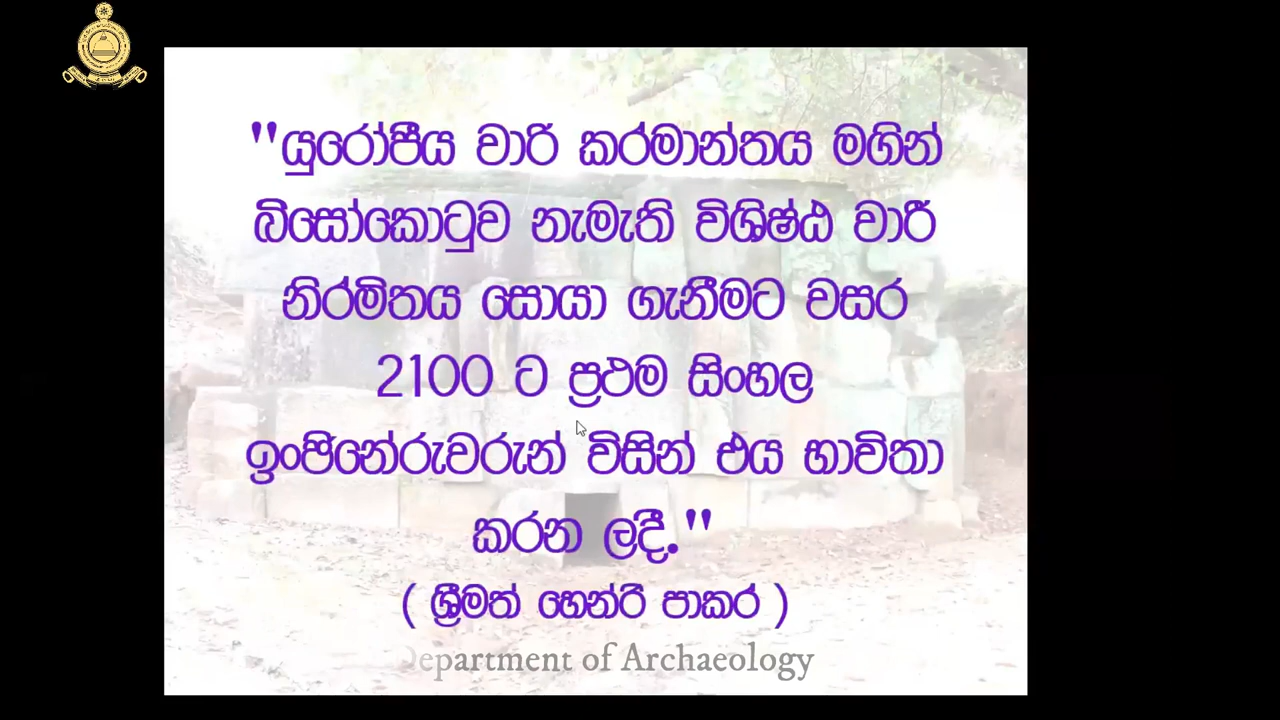 "යුරෝපීය වාරි කර්මාන්තය මගින්
බිසෝකොටුව නැමැති විශිෂ්ඨ වාරී
නිර්මිතය සොයා ගැනීමට වසර
2100 ට ප්‍රථම සිංහල
ඉංජිනේරුවරුන් විසින් එය භාවිතා
කරන ලදී."
( ශ්‍රීමත් හෙන්රි පාකර් )
Department of Archaeology